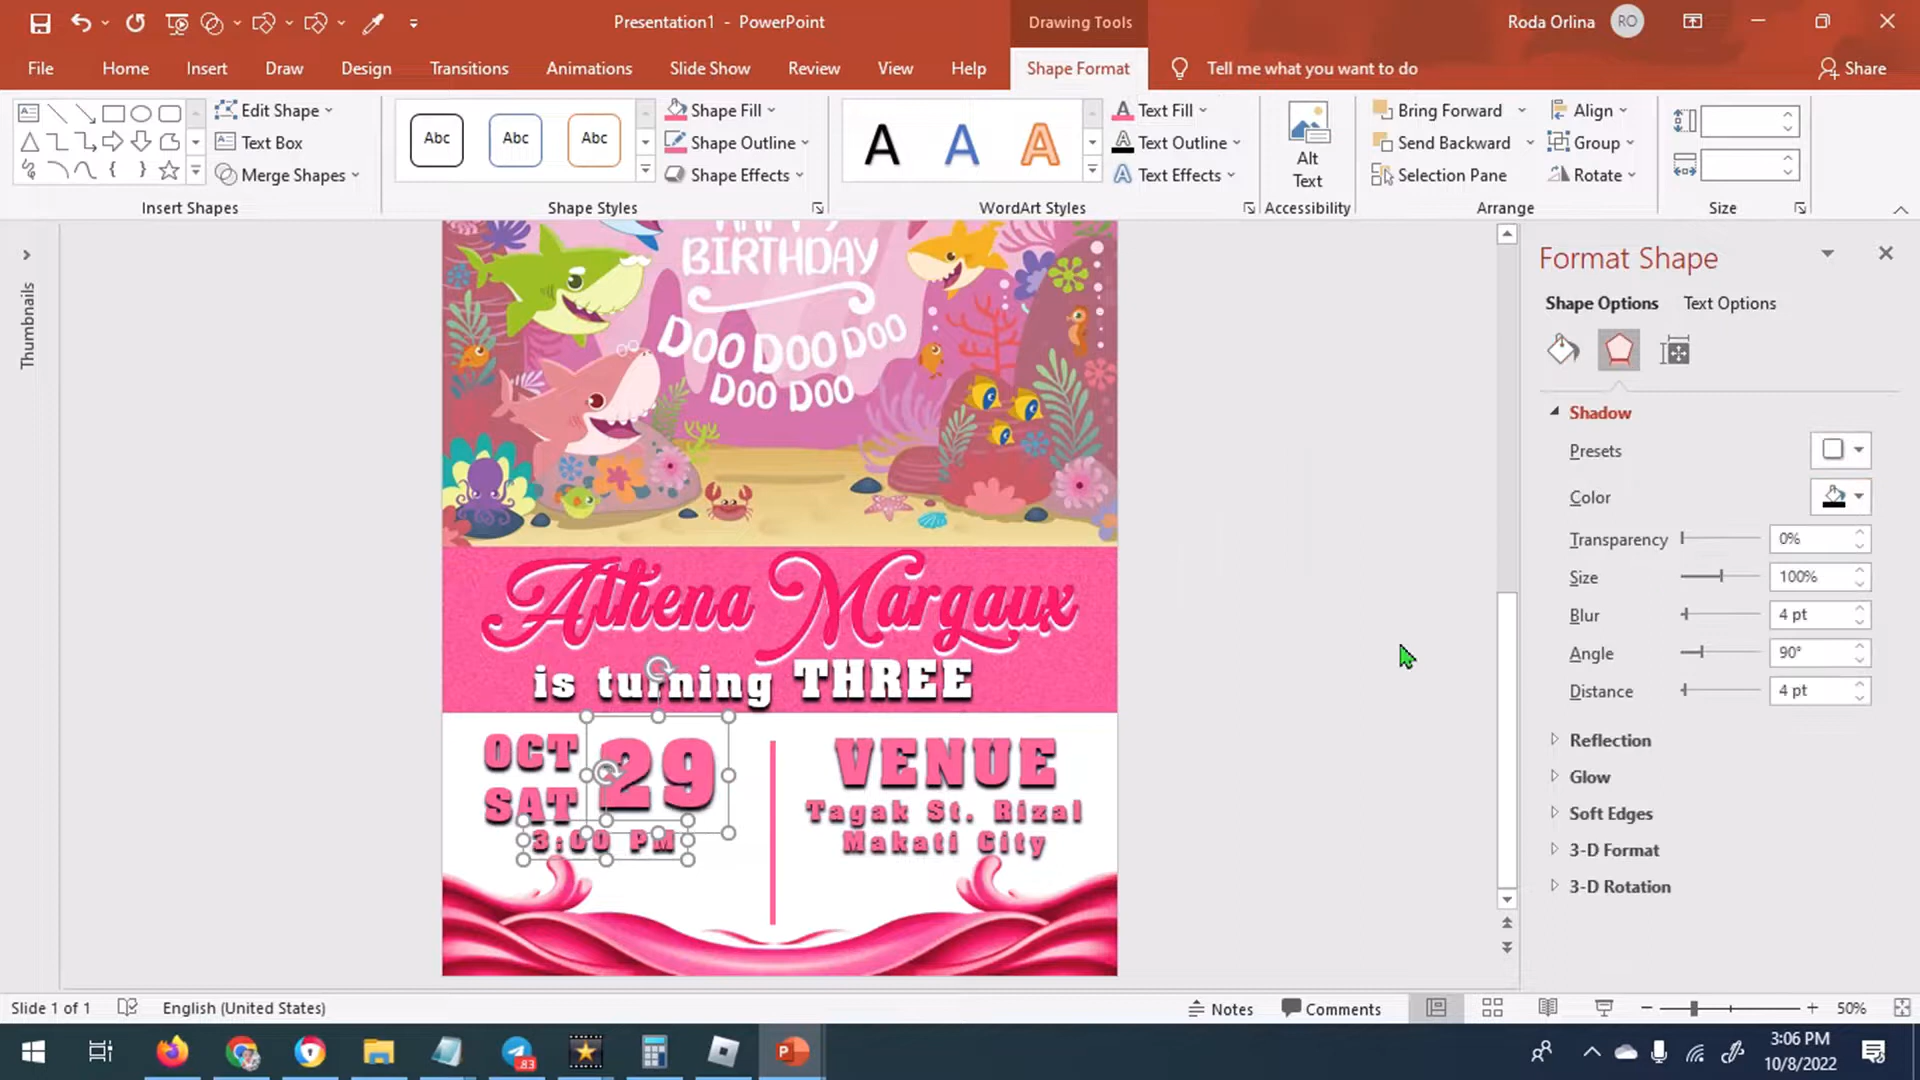 Presentation1 - PowerPoint
Drawing Tools
Roda Orlina
RO
File
Home
Insert
Draw
Design
Transitions
Animations
Slide Show
Review
View
Help
Shape Format
Tell me what you want to do
Share
Edit Shape
Text Box
Merge Shapes
Insert Shapes
Abc
Abc
Abc
Shape Fill
Shape Outline
Shape Effects
Shape Styles
A
A
A
Text Fill
Text Outline
Text Effects
WordArt Styles
Alt
Text
Accessibility
Bring Forward
Send Backward
Selection Pane
Align
Group
Rotate
Arrange
Size
Thumbnails
HAPPY
BIRTHDAY
DOO DOO DOO
DOO DOO
Athena Margaux
is turning THREE
OCT
SAT
29
3:00 PM
VENUE
Tagak St. Rizal
Makati City
Format Shape
Shape Options
Text Options
Shadow
Presets
Color
Transparency
0%
Size
100%
Blur
4 pt
Angle
90°
Distance
4 pt
Reflection
Glow
Soft Edges
3-D Format
3-D Rotation
Slide 1 of 1
English (United States)
Notes
Comments
50%
83
3:06 PM
10/8/2022